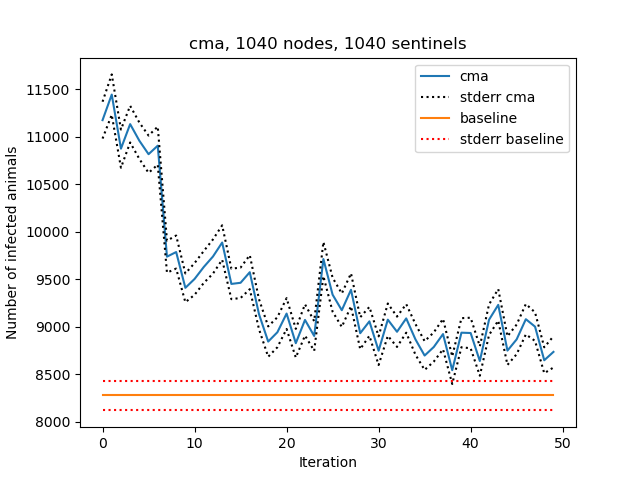 cma, 1040 nodes, 1040 sentinels
cma
stderr cma
baseline
stderr baseline
Number of infected animals
11500
11000
10500
10000
9500
9000
8500
8000
0 10 20 30 40 50
Iteration